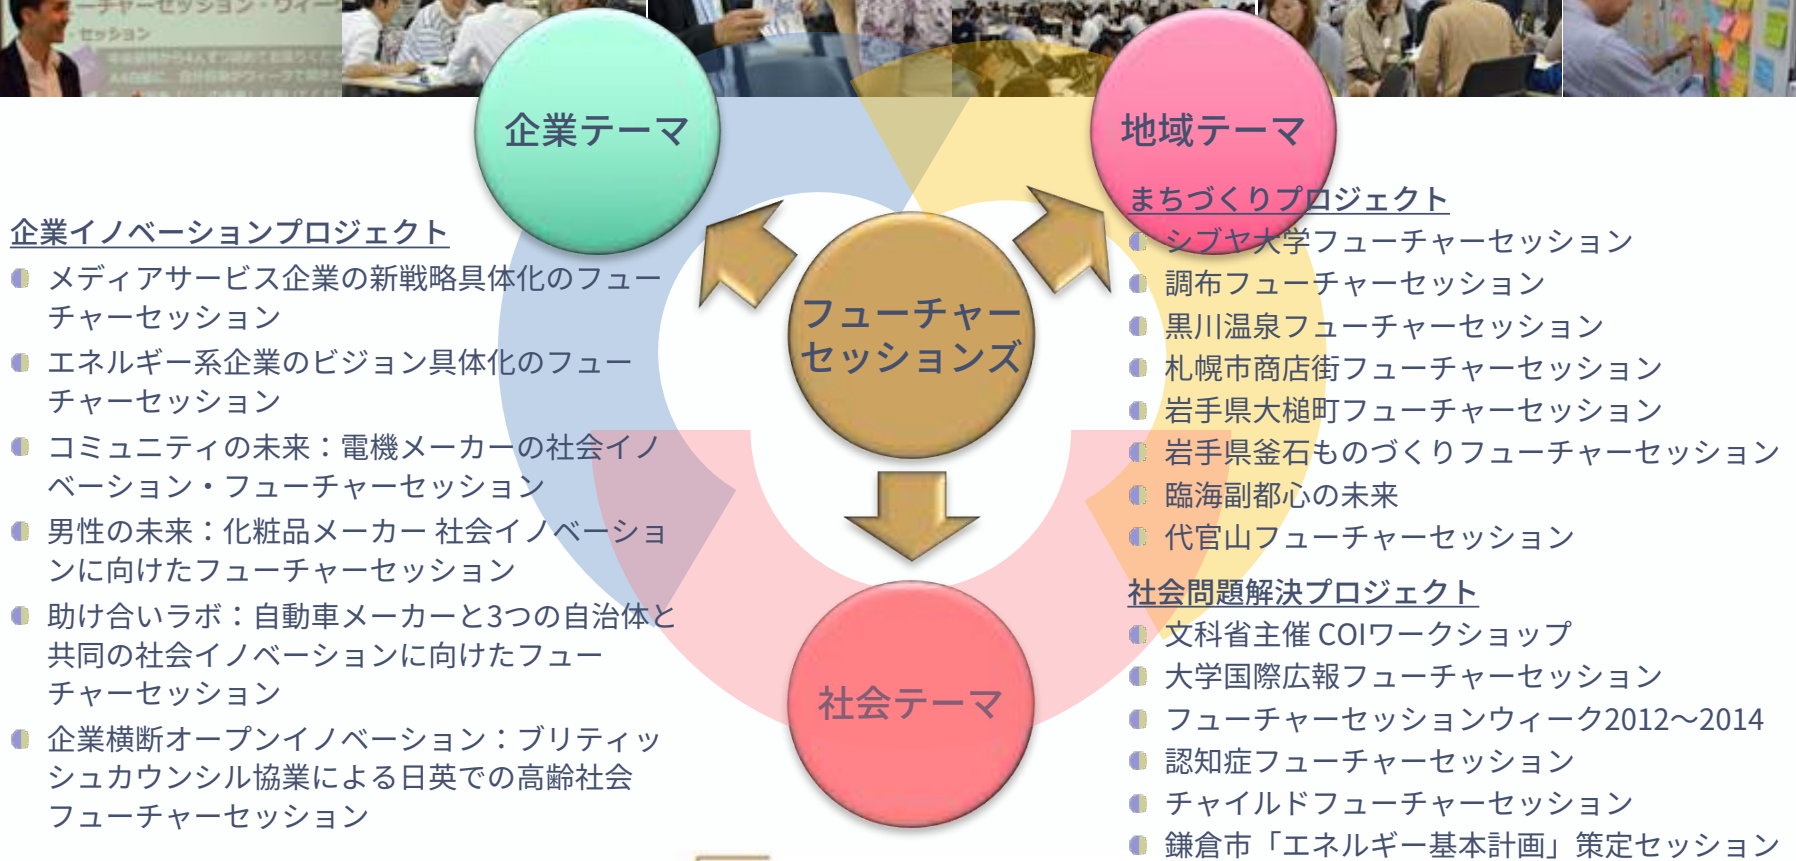 ーチャーセッション・ウィー
セッション
企業テーマ
地域テーマ
フューチャー
セッションズ
社会テーマ
企業イノベーションプロジェクト
メディアサービス企業の新戦略具体化のフュー
チャーセッション
エネルギー系企業のビジョン具体化のフュー
チャーセッション
コミュニティの未来：電機メーカーの社会イノ
ベーション・フューチャーセッション
男性の未来：化粧品メーカー 社会イノベーショ
ンに向けたフューチャーセッション
助け合いラボ：自動車メーカーと3つの自治体と
共同の社会イノベーションに向けたフュー
チャーセッション
企業横断オープンイノベーション：ブリティッ
シュカウンシル協業による日英での高齢社会
フューチャーセッション
まちづくりプロジェクト
シブヤ大学フューチャーセッション
調布フューチャーセッション
黒川温泉フューチャーセッション
札幌市商店街フューチャーセッション
岩手県大槌町フューチャーセッション
岩手県釜石ものづくりフューチャーセッション
臨海副都心の未来
代官山フューチャーセッション
社会問題解決プロジェクト
文科省主催 COIワークショップ
大学国際広報フューチャーセッション
フューチャーセッションウィーク2012～2014
認知症フューチャーセッション
チャイルドフューチャーセッション
鎌倉市「エネルギー基本計画」策定セッション